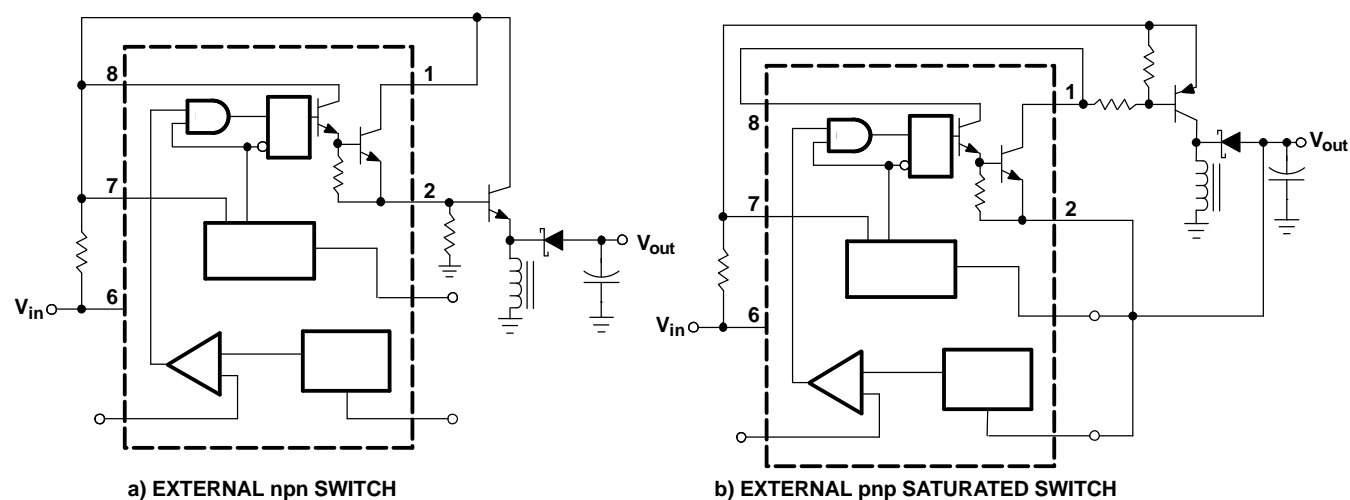 8
1
7
2
V_out
V_in
6
a) EXTERNAL npn SWITCH
1
8
V_out
7
2
V_in
6
b) EXTERNAL pnp SATURATED SWITCH